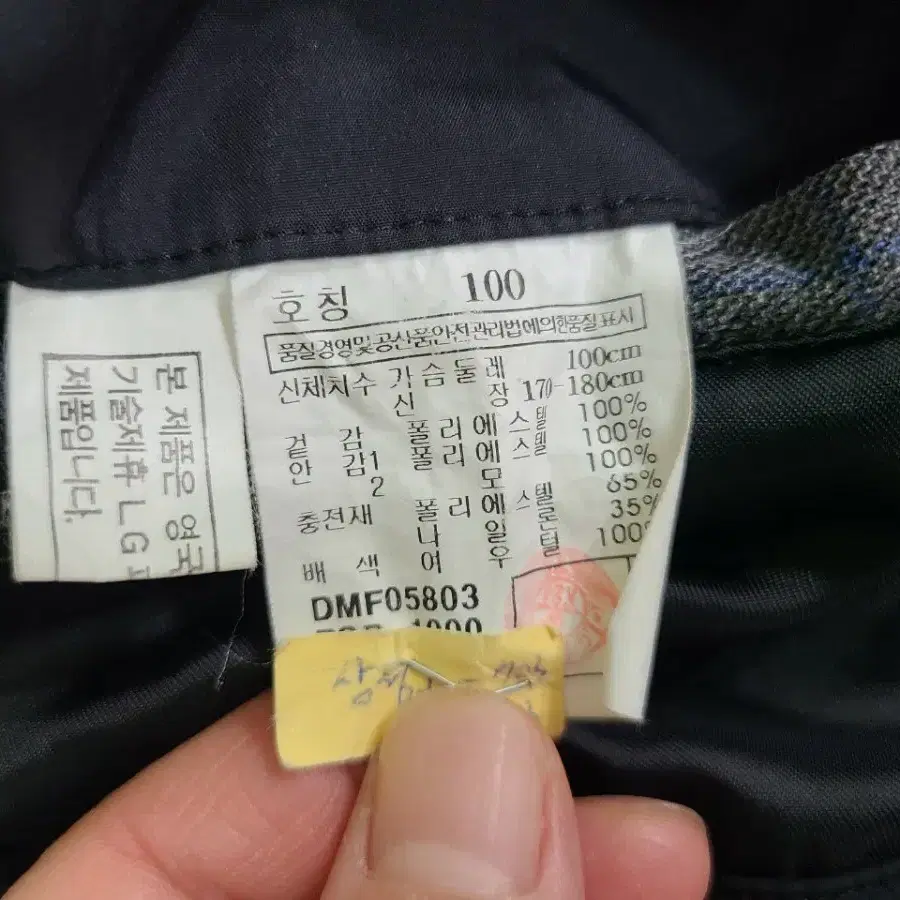 호칭 100
품질경영및공산품안전관리법에의한품질표시
신체치수 가슴둘레 100cm
신장 170-180cm
겉감 폴리에스텔 100%
안감1 폴리에스텔 100%
2 모 100%
충전재 폴리에스텔 65%
나일론 35%
배색 어우털 100%
DMF05803
본 제품은 영국
기술제휴 LG
제품입니다.